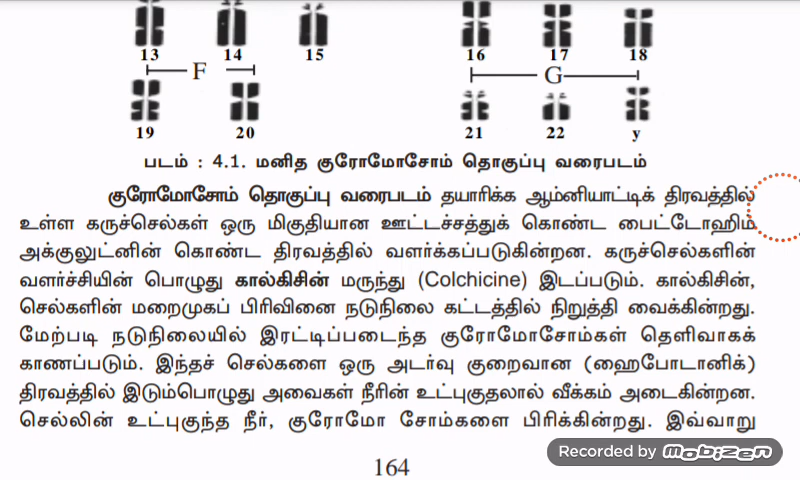 13 14 15 16 17 18
F G
19 20 21 22 y
படம் : 4.1. மனித குரோமோசோம் தொகுப்பு வரைபடம்
குரோமோசோம் தொகுப்பு வரைபடம் தயாரிக்க ஆம்னியாட்டிக் திரவத்தில்
உள்ள கருச்செல்கள் ஒரு மிகுதியான ஊட்டச்சத்துக் கொண்ட பைட்டோஹிம்
அக்குலுட்னின் கொண்ட திரவத்தில் வளர்க்கப்படுகின்றன. கருச்செல்களின்
வளர்ச்சியின் பொழுது கால்கிசின் மருந்து (Colchicine) இடப்படும். கால்கிசின்,
செல்களின் மறைமுகப் பிரிவினை நடுநிலை கட்டத்தில் நிறுத்தி வைக்கின்றது.
மேற்படி நடுநிலையில் இரட்டிப்படைந்த குரோமோசோம்கள் தெளிவாகக்
காணப்படும். இந்தச் செல்களை ஒரு அடர்வு குறைவான (ஹைபோடானிக்)
திரவத்தில் இடும்பொழுது அவைகள் நீரின் உட்புகுதலால் வீக்கம் அடைகின்றன.
செல்லின் உட்புகுந்த நீர், குரோமோ சோம்களை பிரிக்கின்றது. இவ்வாறு
Recorded by mobizen
164